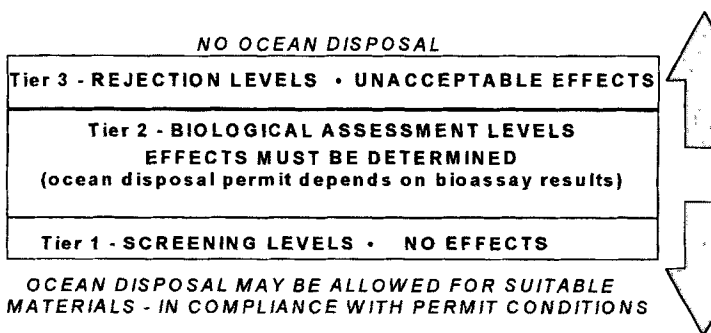 NO OCEAN DISPOSAL
Tier 3 - REJECTION LEVELS • UNACCEPTABLE EFFECTS
Tier 2 - BIOLOGICAL ASSESSMENT LEVELS
EFFECTS MUST BE DETERMINED
(ocean disposal permit depends on bioassay results)
Tier 1 - SCREENING LEVELS • NO EFFECTS
OCEAN DISPOSAL MAY BE ALLOWED FOR SUITABLE
MATERIALS - IN COMPLIANCE WITH PERMIT CONDITIONS